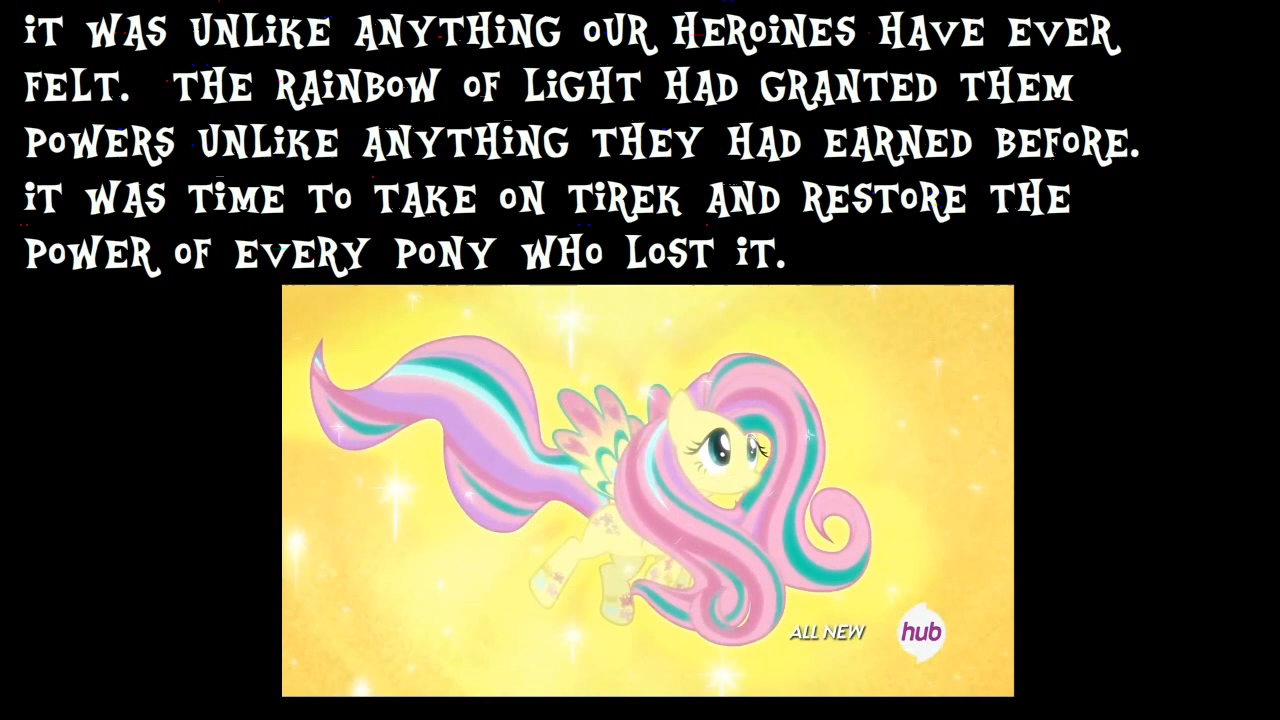 iT WAS UNLiKE ANYTHiNG OUR HEROiNES HAVE EVER
FELT.  THE RAiNBOW OF LiGHT HAD GRANTED THEM
POWERS UNLiKE ANYTHiNG THEY HAD EARNED BEFORE.
iT WAS TiME TO TAKE ON TiREK AND RESTORE THE
POWER OF EVERY PONY WHO LOST iT.
ALL NEW
hub